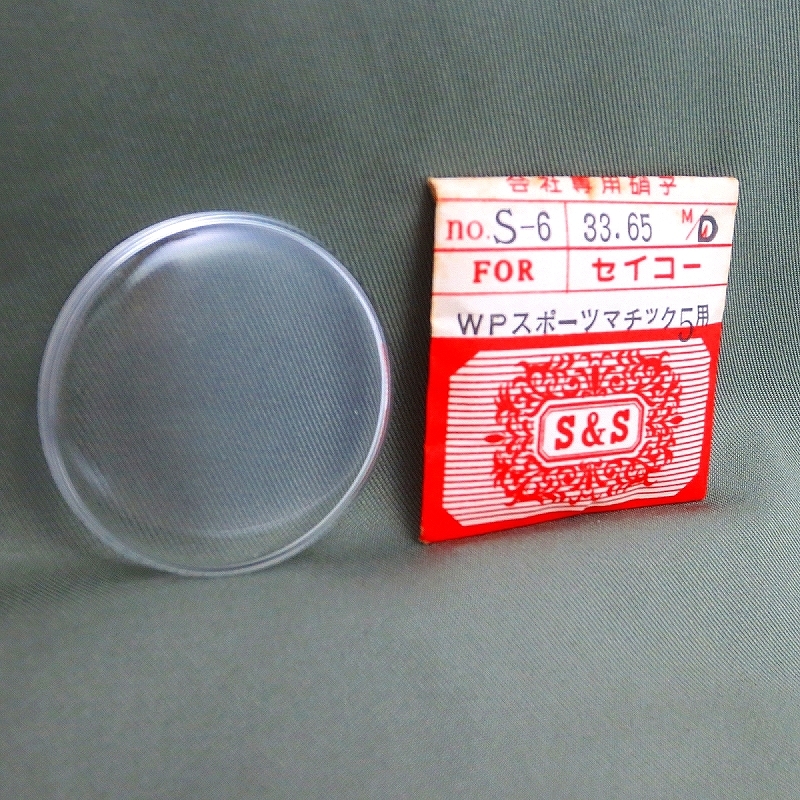 各社専用硝子
no. S-6 33.65 M/D
FOR セイコー
WPスポーツマチック5用
S&S